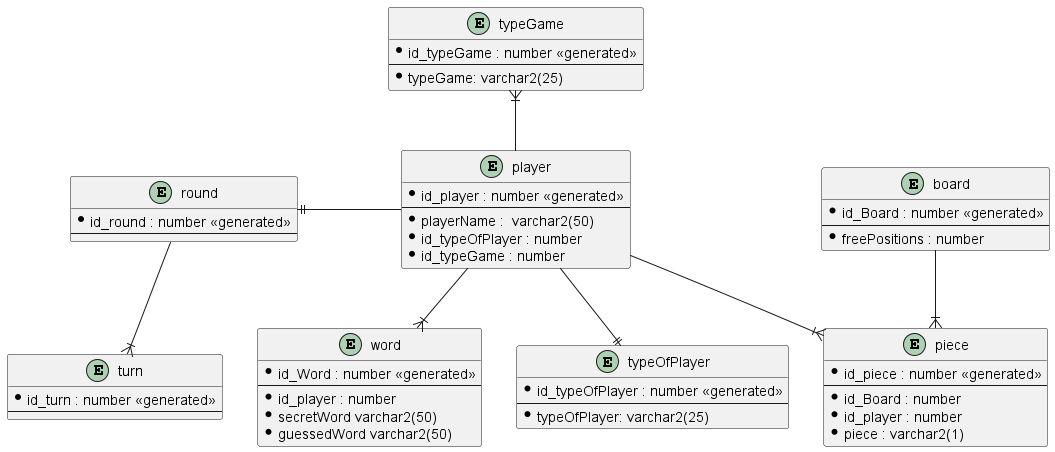 E typeGame
id_typeGame : number «generated»
typeGame: varchar2(25)
E round
id_round : number «generated»
E player
id_player : number «generated»
playerName :  varchar2(50)
id_typeOfPlayer : number
id_typeGame : number
E board
id_Board : number «generated»
freePositions : number
E turn
id_turn : number «generated»
E word
id_Word : number «generated»
id_player : number
secretWord varchar2(50)
guessedWord varchar2(50)
E typeOfPlayer
id_typeOfPlayer : number «generated»
typeOfPlayer: varchar2(25)
E piece
id_piece : number «generated»
id_Board : number
id_player : number
piece : varchar2(1)